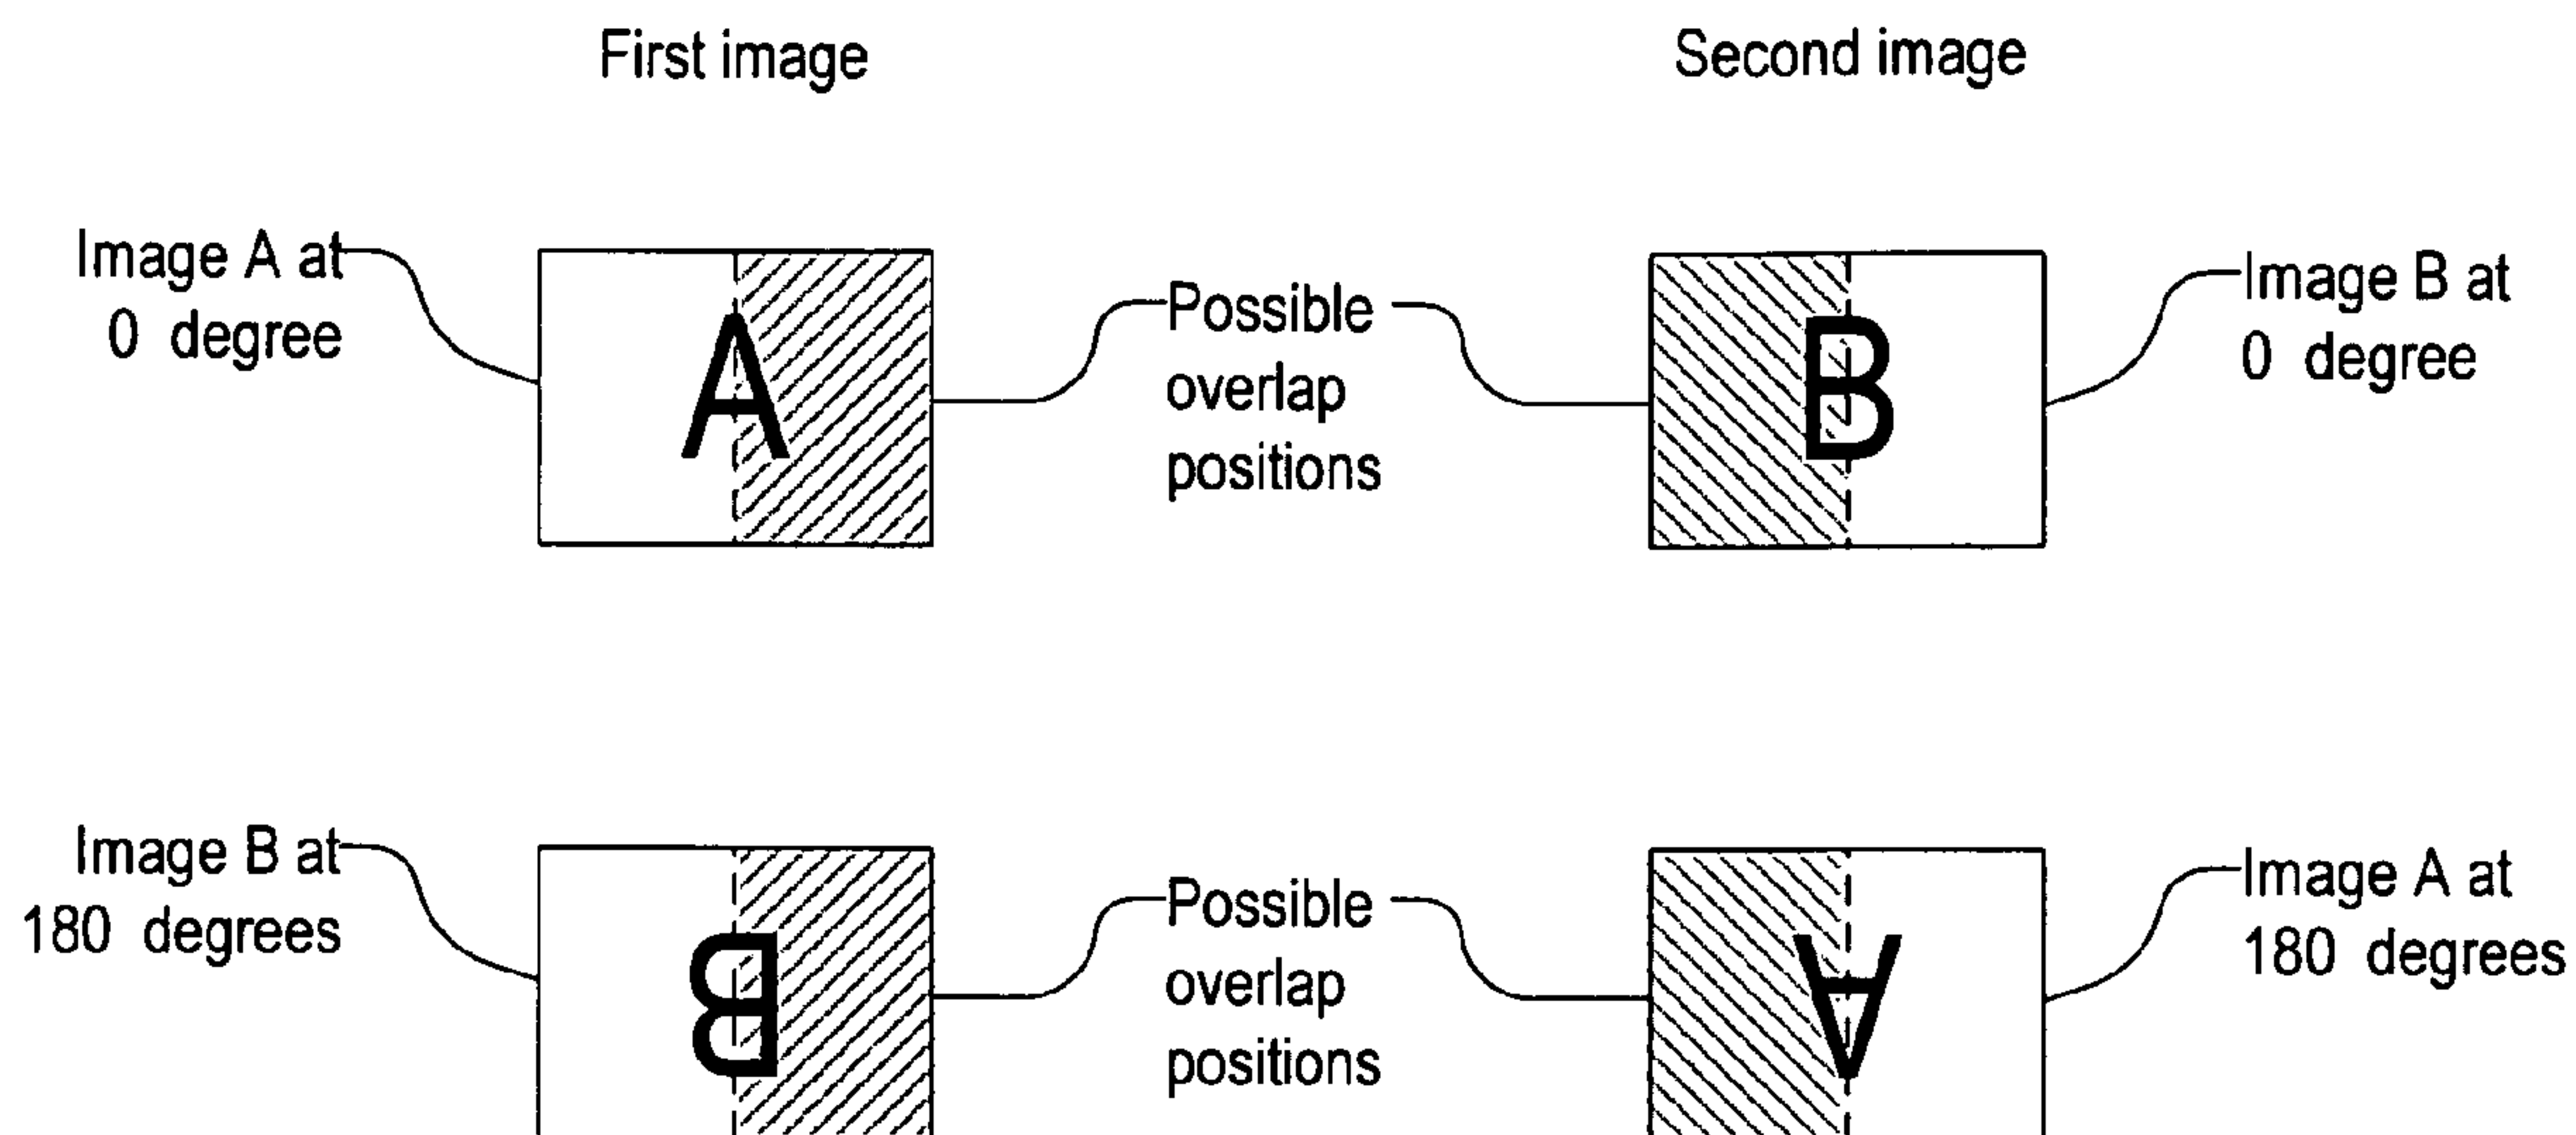 First image
Second image
Image A at
0 degree
A
Possible
overlap
positions
B
Image B at
0 degree
Image B at
180 degrees
B
Possible
overlap
positions
A
Image A at
180 degrees